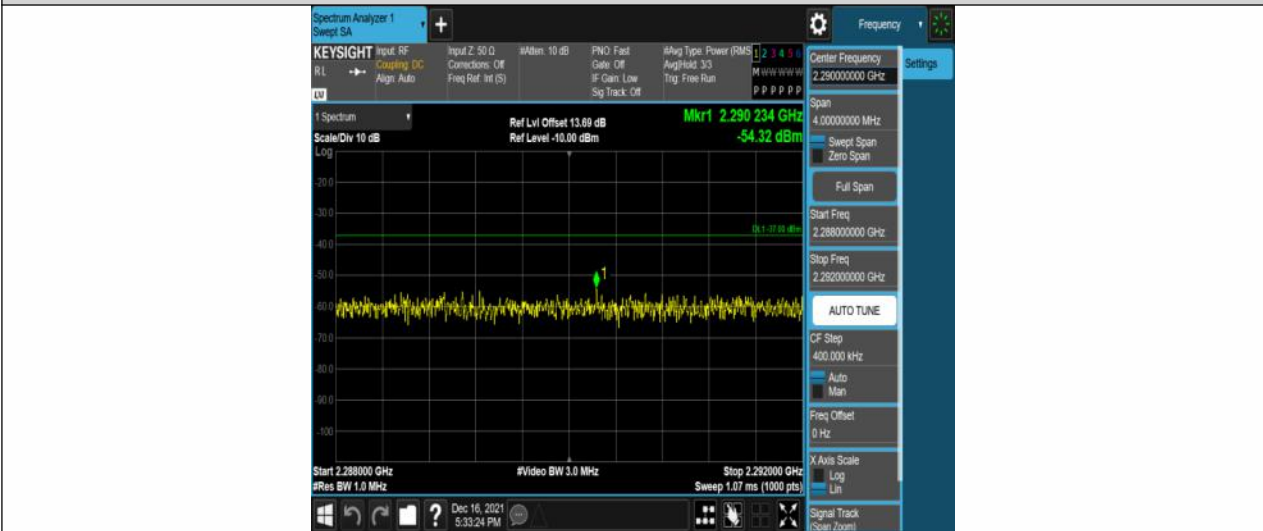 Spectrum Analyzer 1
Swept SA
+
Frequency
KEYSIGHT
Input: RF
Coupling: DC
Align: Auto
Input Z: 50 Ω
Corrections: Off
Freq Ref: Int (S)
#Atten: 10 dB
PNO: Fast
Gate: Off
IF Gain: Low
Sig Track: Off
#Avg Type: Power (RMS
Avg|Hold: 3/3
Trig: Free Run
1 2 3 4 5 6
M W W W W W
P P P P P P
RL
Center Frequency
2.290000000 GHz
Settings
Span
4.00000000 MHz
Swept Span
Zero Span
Full Span
Start Freq
2.288000000 GHz
Stop Freq
2.292000000 GHz
AUTO TUNE
CF Step
400.000 kHz
Auto
Man
Freq Offset
0 Hz
X Axis Scale
Log
Lin
Signal Track
(Span Zoom)
1 Spectrum
Scale/Div 10 dB
Log
Ref Lvl Offset 13.69 dB
Ref Level -10.00 dBm
Mkr1 2.290 234 GHz
-54.32 dBm
-20.0
-30.0
DL1 -37.00 dBm
-40.0
-50.0
1
-60.0
-70.0
-80.0
-90.0
-100
Start 2.288000 GHz
#Res BW 1.0 MHz
#Video BW 3.0 MHz
Stop 2.292000 GHz
Sweep 1.07 ms (1000 pts)
?
Dec 16, 2021
5:33:24 PM